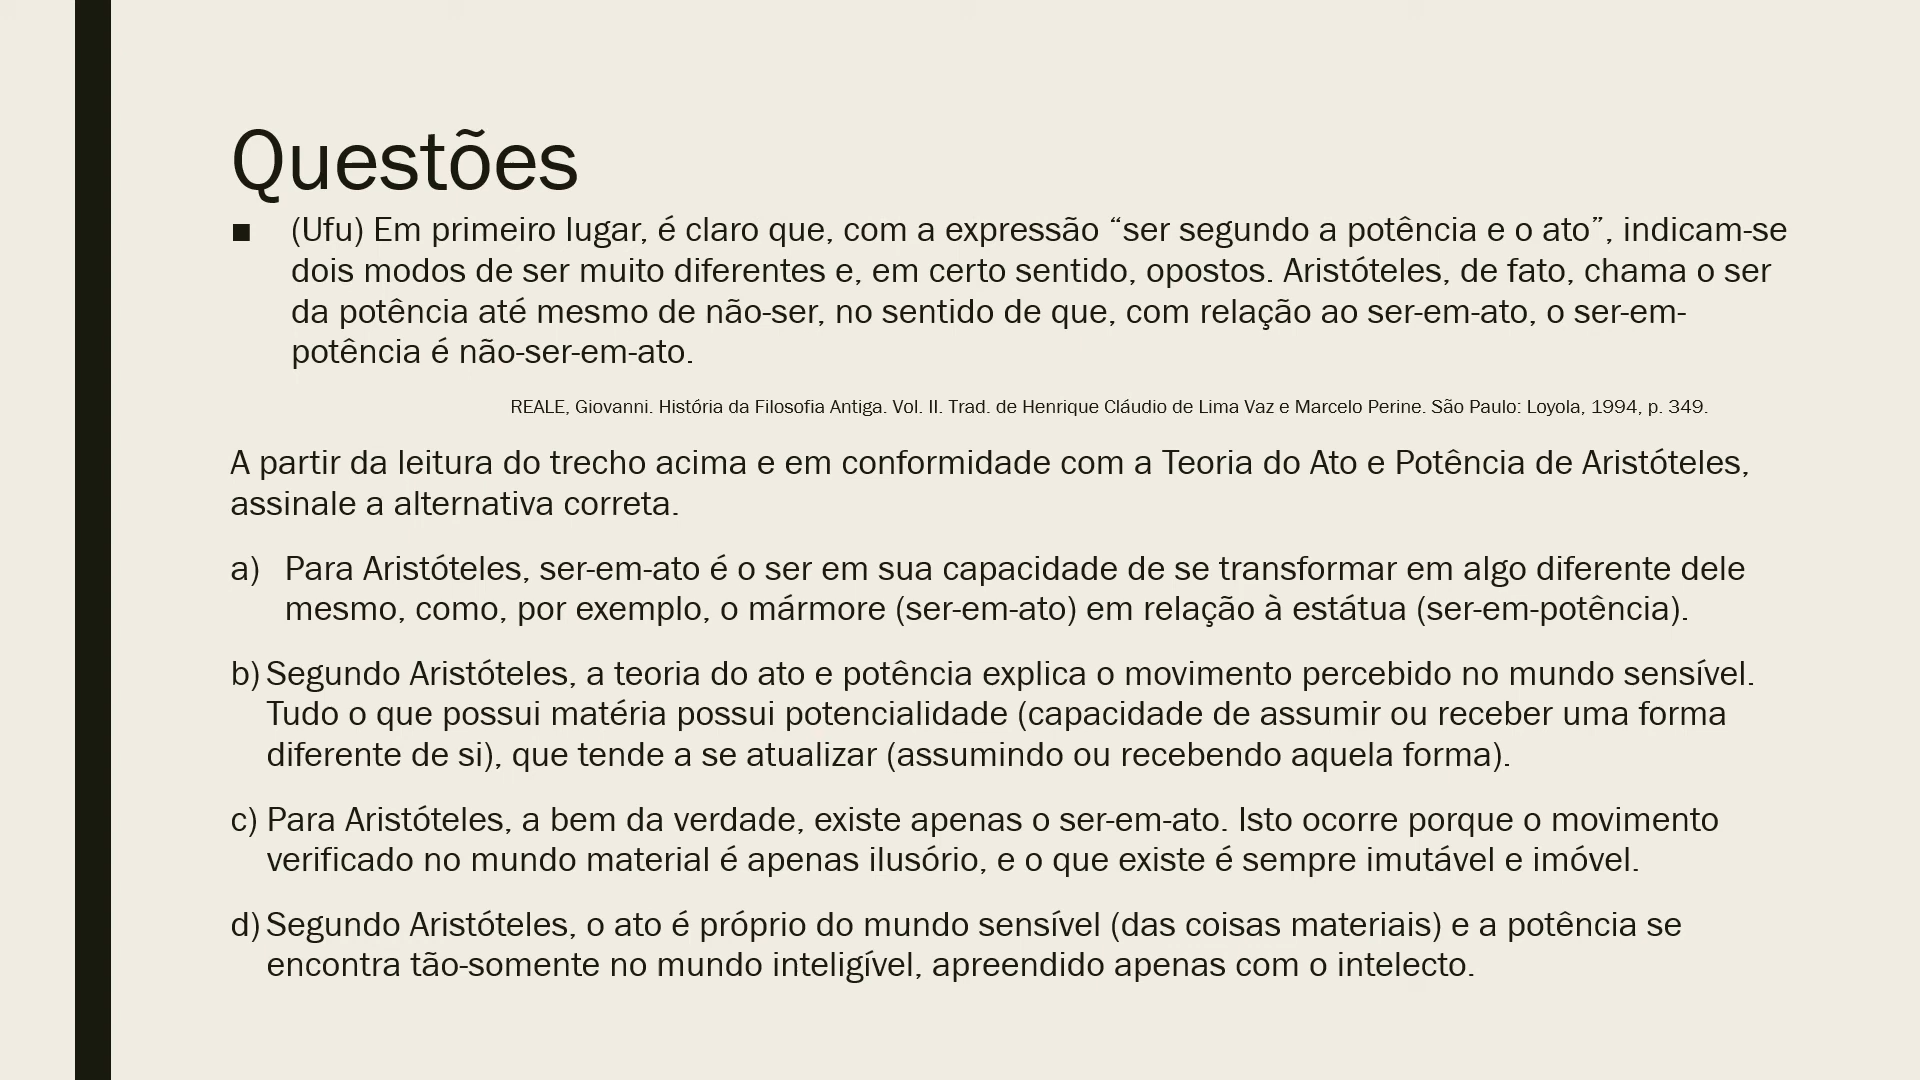 Questões
▪ (Ufu) Em primeiro lugar, é claro que, com a expressão “ser segundo a potência e o ato”, indicam-se
dois modos de ser muito diferentes e, em certo sentido, opostos. Aristóteles, de fato, chama o ser
da potência até mesmo de não-ser, no sentido de que, com relação ao ser-em-ato, o ser-em-
potência é não-ser-em-ato.
REALE, Giovanni. História da Filosofia Antiga. Vol. II. Trad. de Henrique Cláudio de Lima Vaz e Marcelo Perine. São Paulo: Loyola, 1994, p. 349.
A partir da leitura do trecho acima e em conformidade com a Teoria do Ato e Potência de Aristóteles,
assinale a alternativa correta.
a) Para Aristóteles, ser-em-ato é o ser em sua capacidade de se transformar em algo diferente dele
mesmo, como, por exemplo, o mármore (ser-em-ato) em relação à estátua (ser-em-potência).
b) Segundo Aristóteles, a teoria do ato e potência explica o movimento percebido no mundo sensível.
Tudo o que possui matéria possui potencialidade (capacidade de assumir ou receber uma forma
diferente de si), que tende a se atualizar (assumindo ou recebendo aquela forma).
c) Para Aristóteles, a bem da verdade, existe apenas o ser-em-ato. Isto ocorre porque o movimento
verificado no mundo material é apenas ilusório, e o que existe é sempre imutável e imóvel.
d) Segundo Aristóteles, o ato é próprio do mundo sensível (das coisas materiais) e a potência se
encontra tão-somente no mundo inteligível, apreendido apenas com o intelecto.